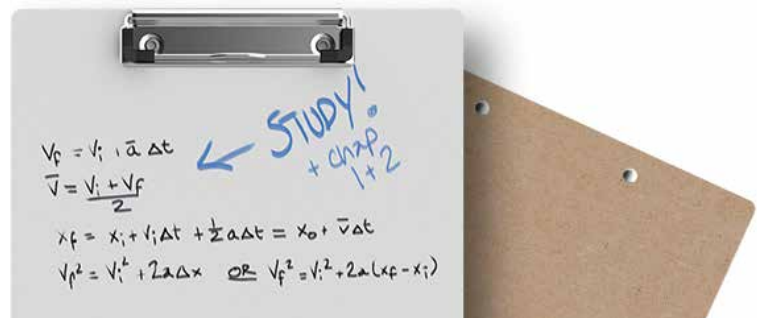 STUDY!
+ chap
1+2
Vf = Vi , ā Δt
v̄ = Vi + Vf / 2
xf = xi +ViΔt + ½ aΔt = x₀ + v̄Δt
Vf² = Vi² + 2aΔx OR Vf² = Vi² + 2a(xf - xi)